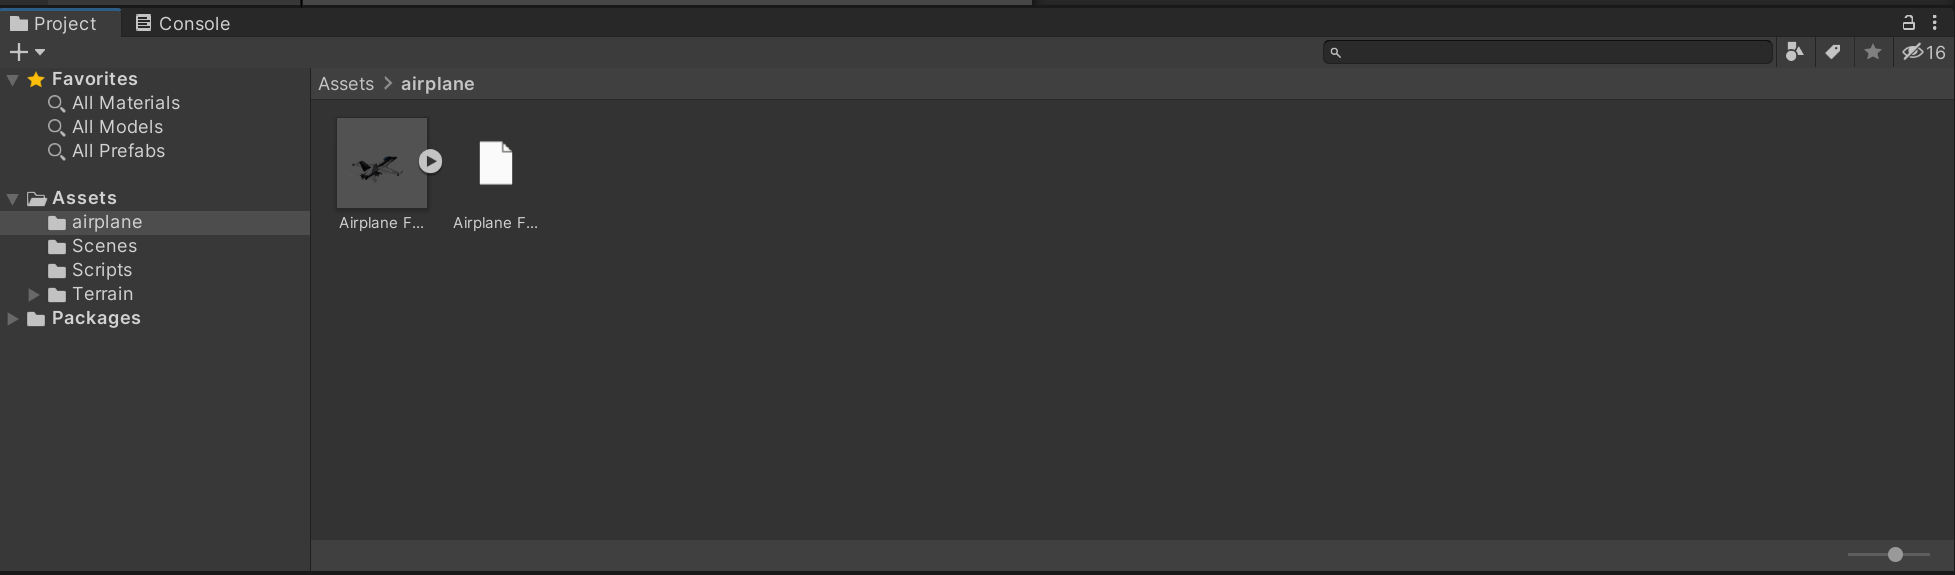 Project
Console
16
Favorites
All Materials
All Models
All Prefabs
Assets
airplane
Scenes
Scripts
Terrain
Packages
Assets > airplane
Airplane F...
Airplane F...